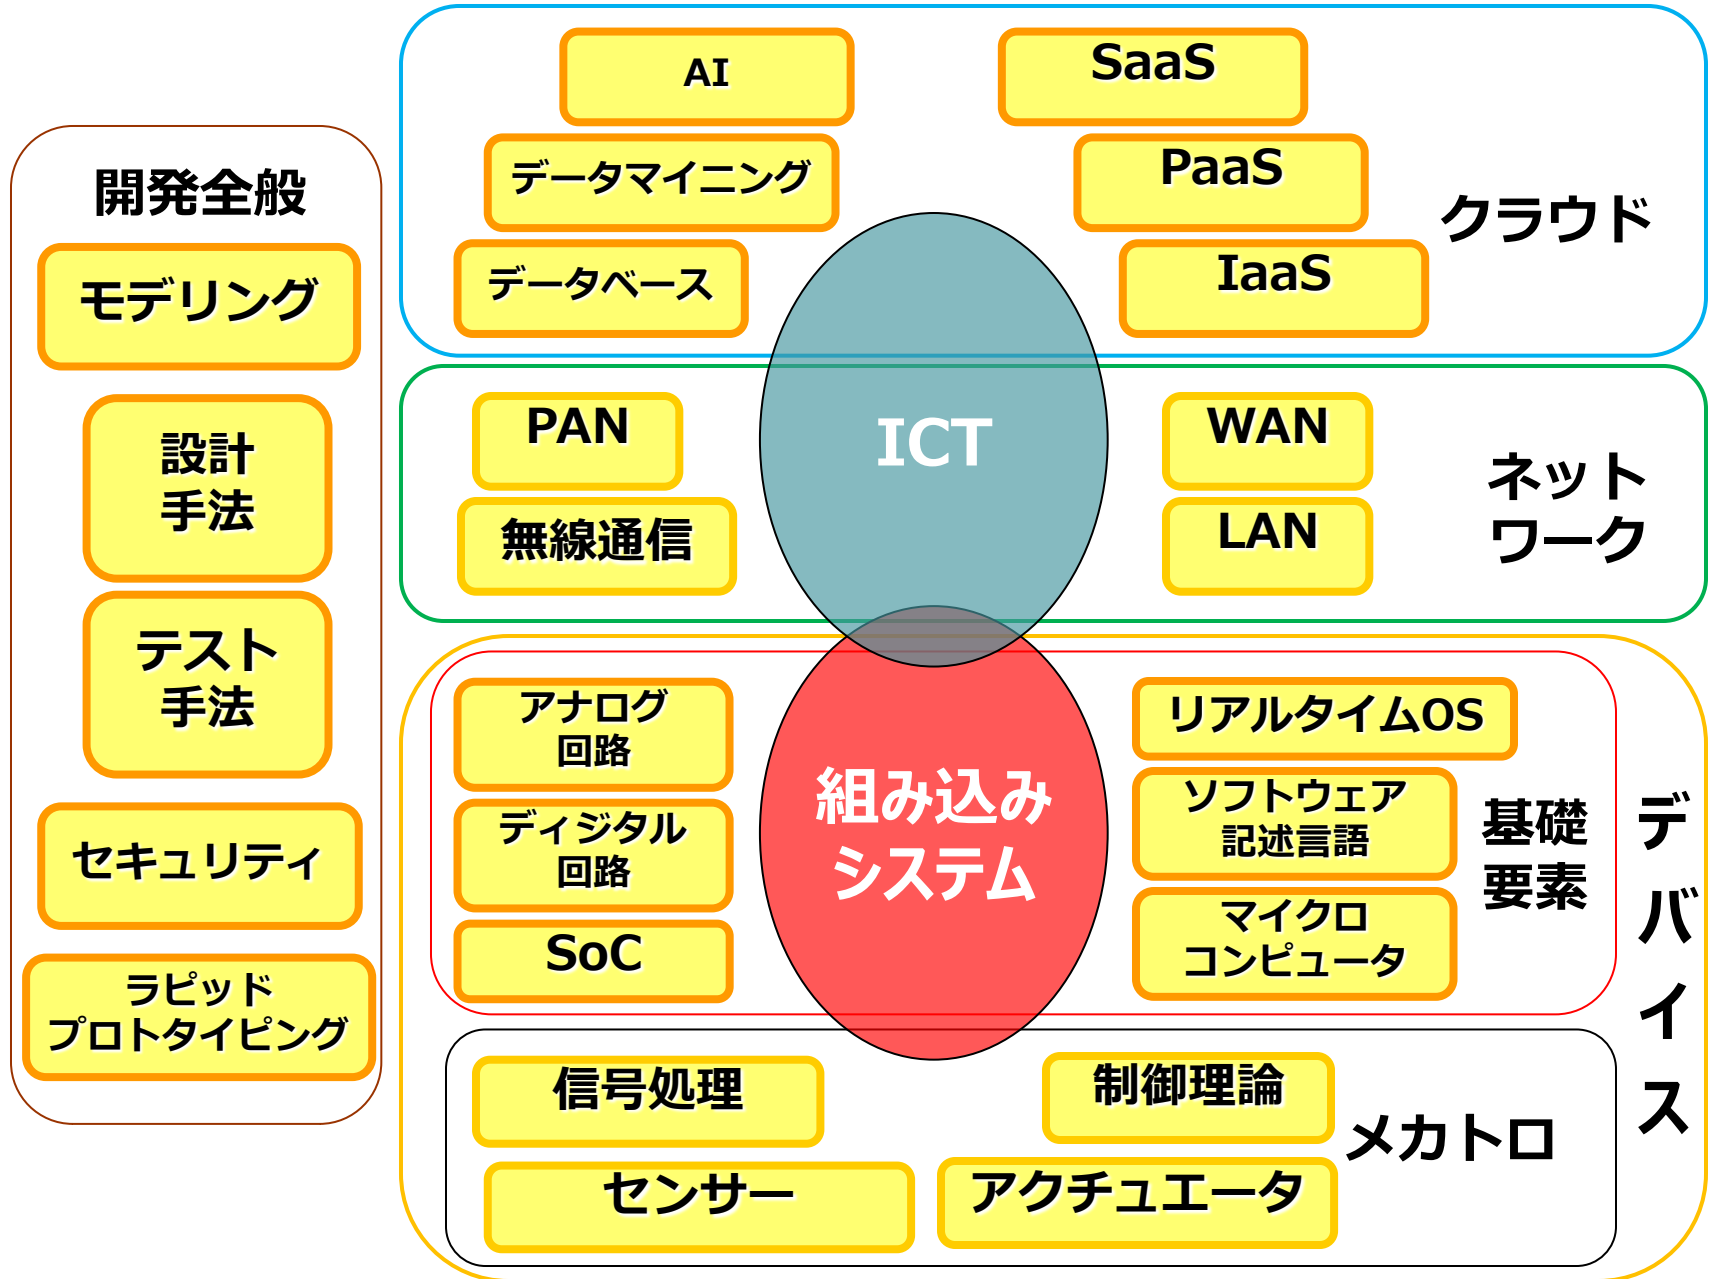 開発全般
モデリング
設計
手法
テスト
手法
セキュリティ
ラピッド
プロトタイピング
AI
データマイニング
データベース
SaaS
PaaS
IaaS
クラウド
PAN
無線通信
ICT
WAN
LAN
ネット
ワーク
アナログ
回路
ディジタル
回路
SoC
組み込み
システム
リアルタイムOS
ソフトウェア
記述言語
マイクロ
コンピュータ
基礎
要素
信号処理
センサー
制御理論
アクチュエータ
メカトロ
デバイス